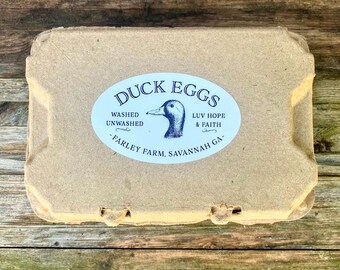 DUCK EGGS
WASHED
UNWASHED
LUV HOPE
& FAITH
· FARLEY FARM, SAVANNAH GA ·